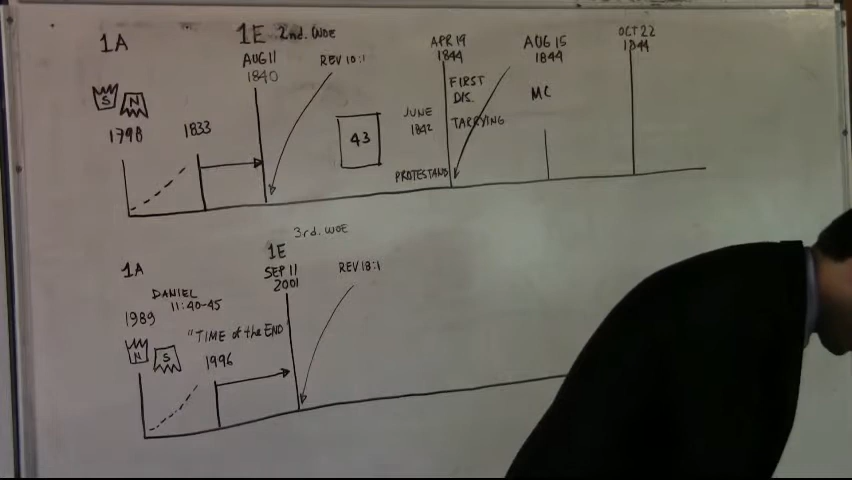 1A
1E 2nd. WOE
AUG 11
1840
REV 10:1
APR 19
1844
AUG 15
1844
OCT 22
1844
S
N
1798
1833
43
JUNE
1842
FIRST
DIS.
TARRYING
MC
PROTESTAND
1A
1E
3rd. WOE
SEP 11
2001
REV 18:1
DANIEL
11:40-45
1989
"TIME of the END"
N
S
1996